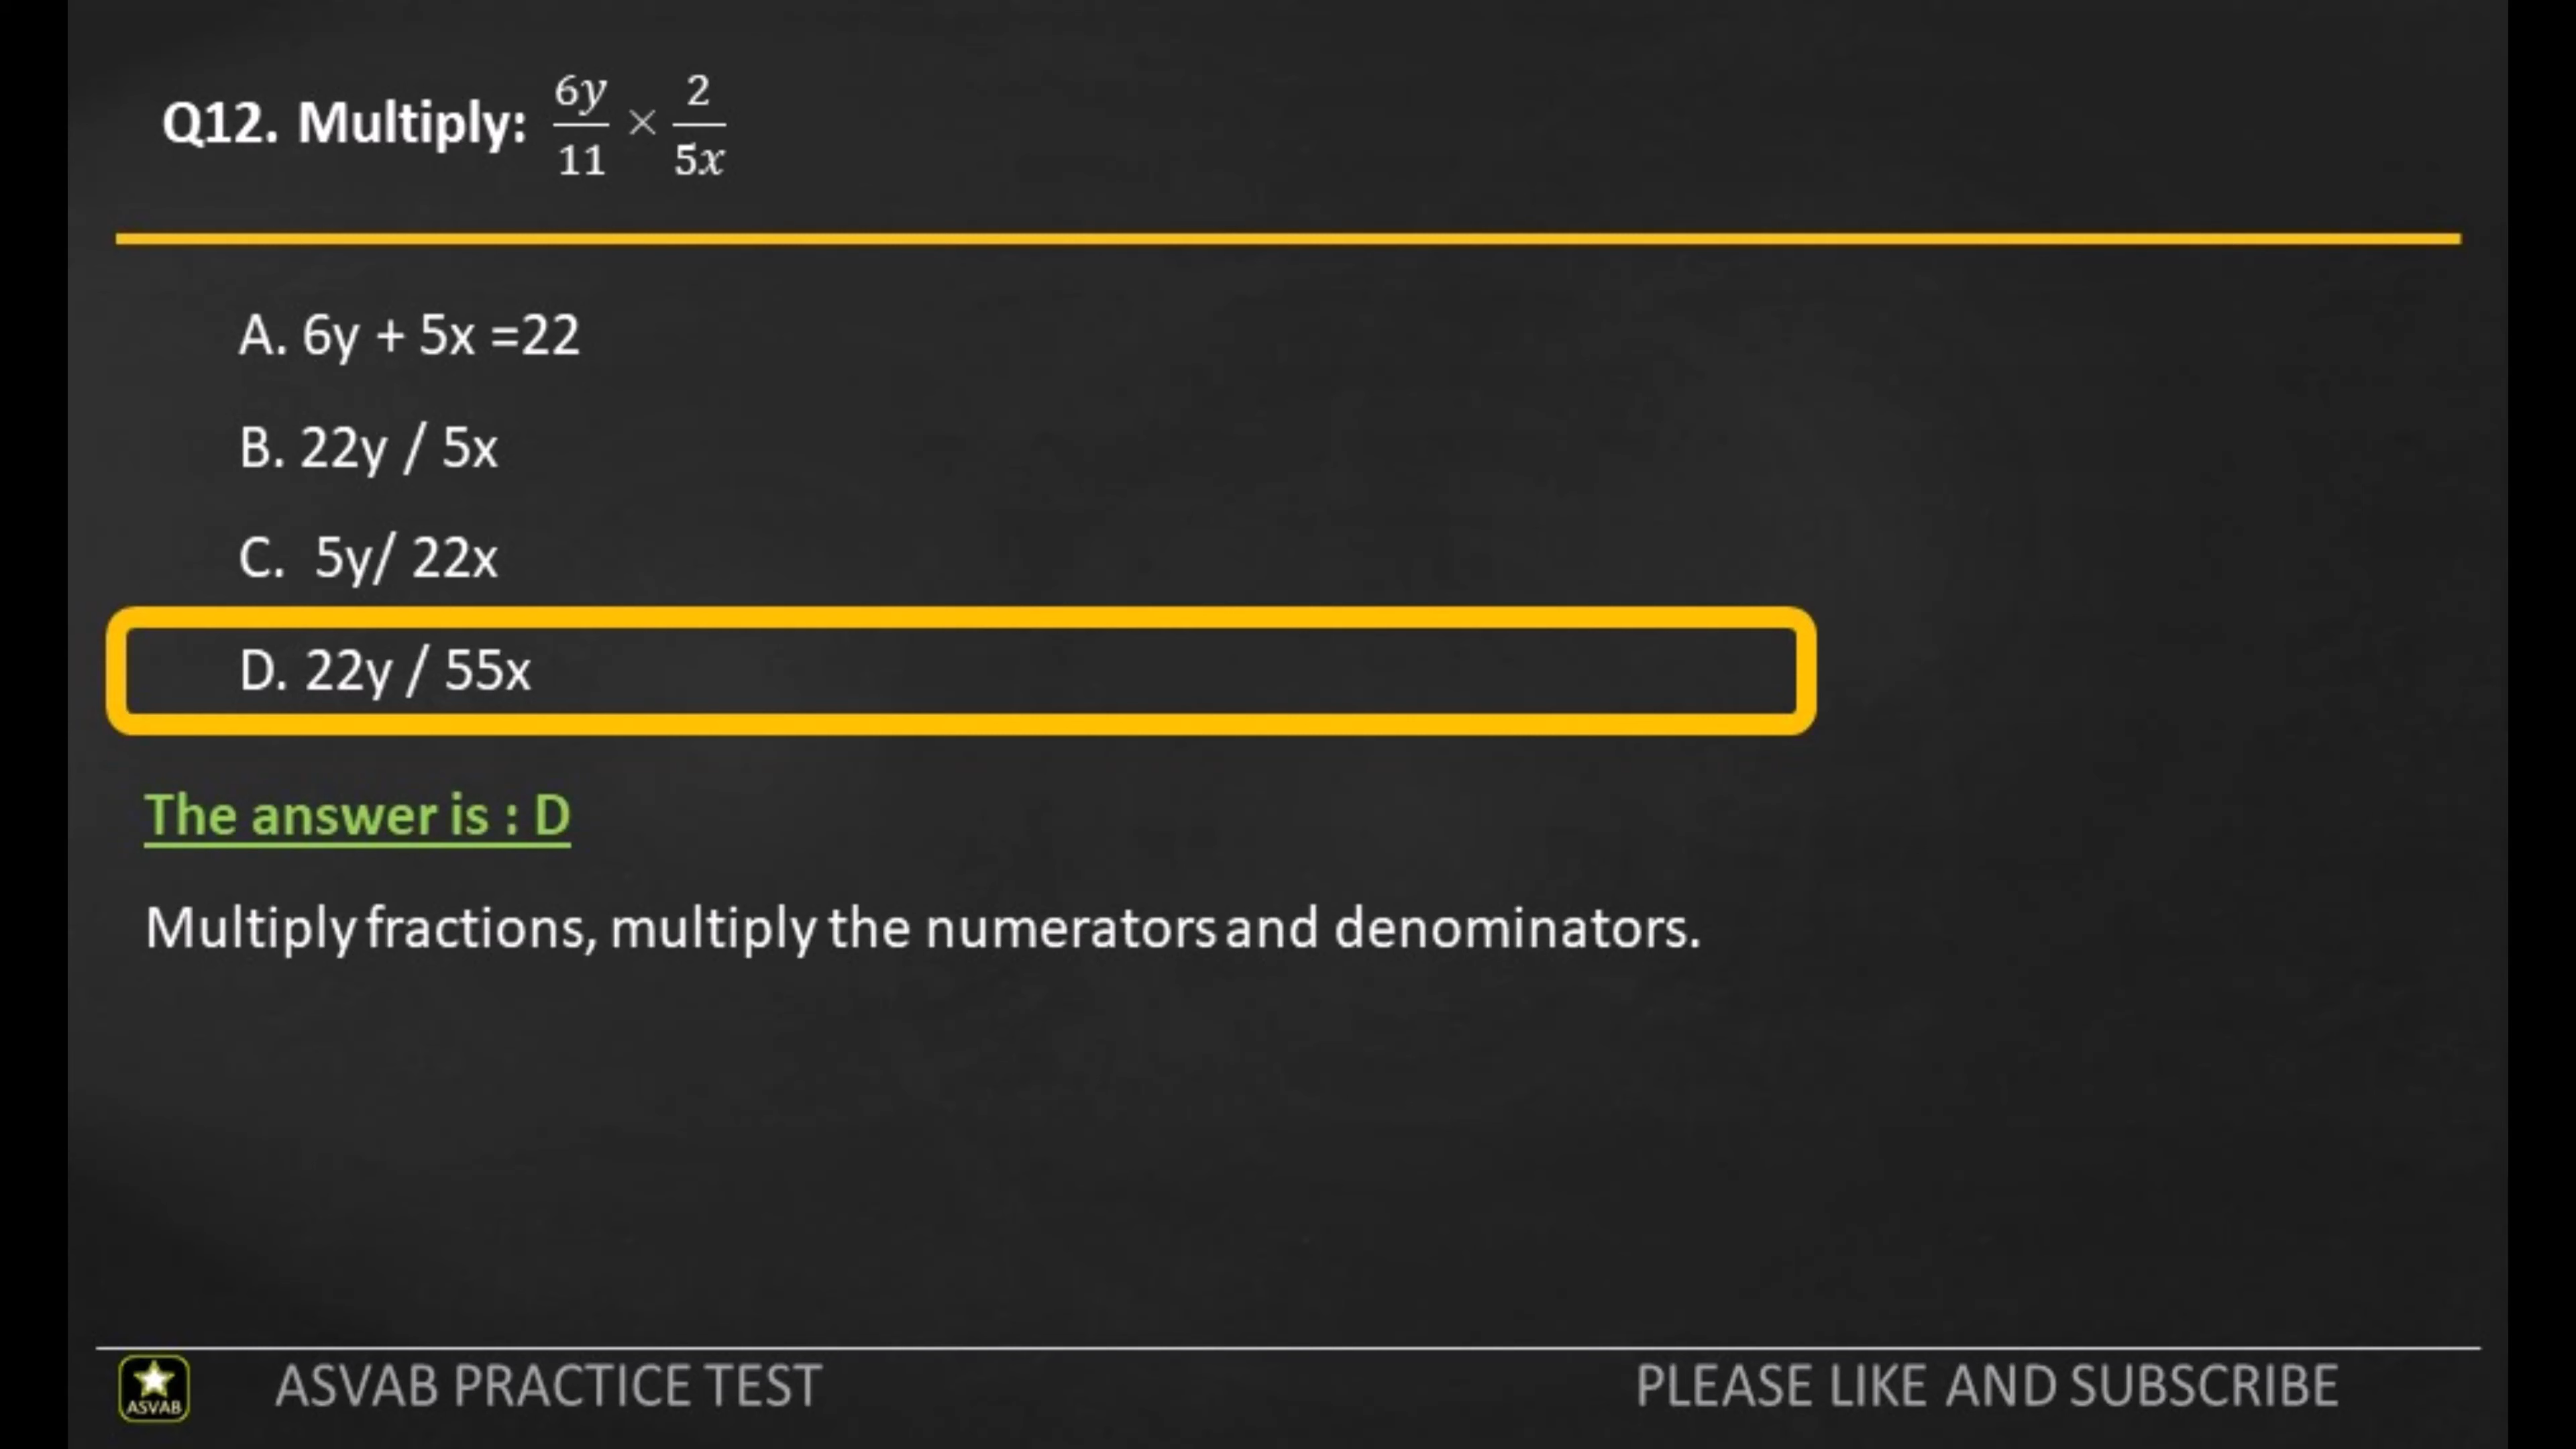 Q12. Multiply: 6y/11 × 2/5x
A. 6y + 5x =22
B. 22y / 5x
C. 5y/ 22x
D. 22y / 55x
The answer is : D
Multiply fractions, multiply the numerators and denominators.
ASVAB
ASVAB PRACTICE TEST
PLEASE LIKE AND SUBSCRIBE